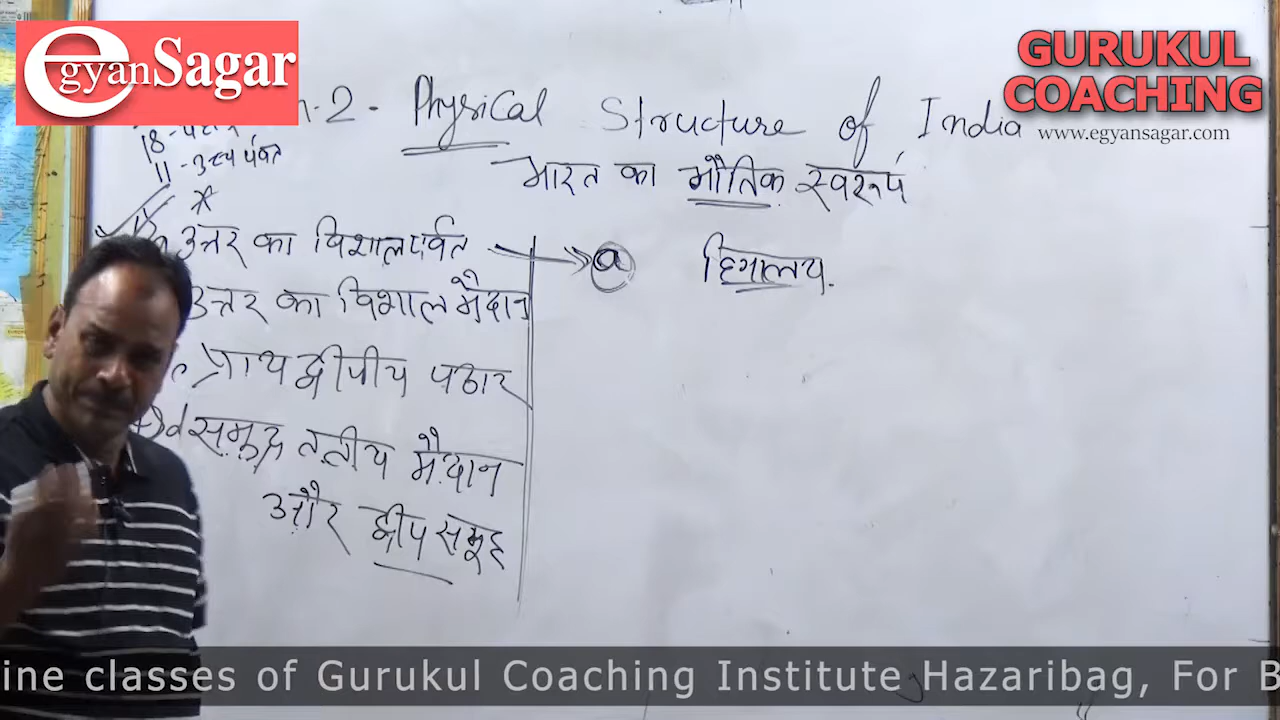 egyanSagar
GURUKUL
COACHING
www.egyansagar.com
2 - Physical Structure of India
भारत का भौतिक स्वरूप
18 -
11 - उच्च पर्वत
उत्तर का विशाल पर्वत → a हिमालय.
उत्तर का विशाल मैदान
प्रायद्वीपीय पठार
d समुद्र तटीय मैदान
और द्वीप समूह
ine classes of Gurukul Coaching Institute Hazaribag, For B